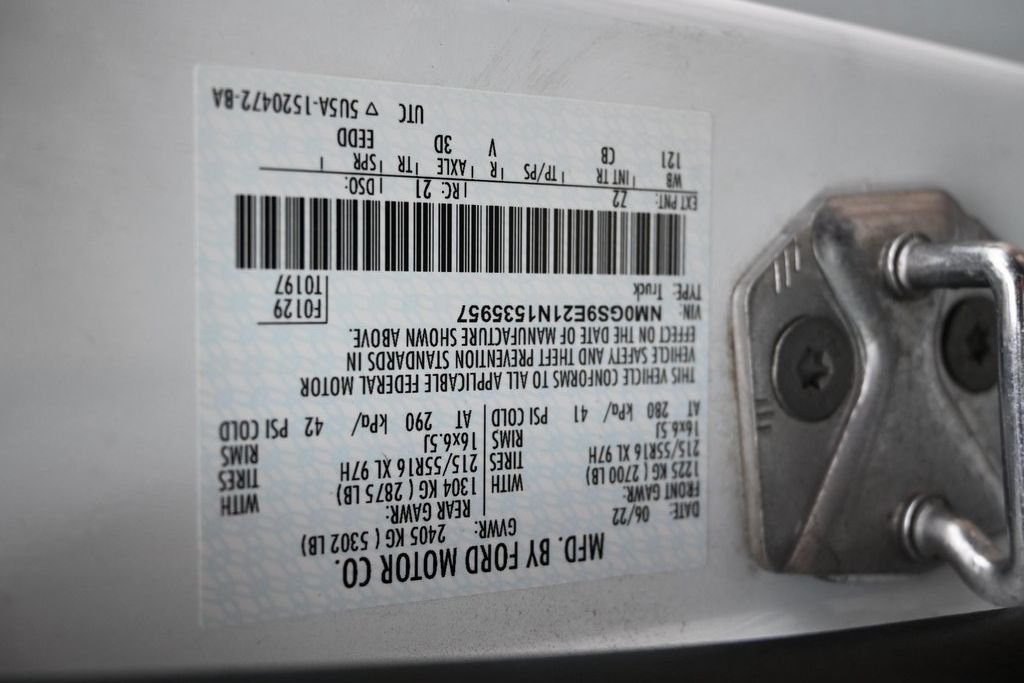 MFD. BY FORD MOTOR CO.
DATE: 06/22 GVWR: 2405 KG ( 5302 LB)
FRONT GAWR: REAR GAWR:
1225 KG ( 2700 LB) WITH 1304 KG ( 2875 LB) WITH
215/55R16 XL 97H TIRES 215/55R16 XL 97H TIRES
16x6.5J RIMS 16x6.5J RIMS
AT 280 kPa/ 41 PSI COLD AT 290 kPa/ 42 PSI COLD
THIS VEHICLE CONFORMS TO ALL APPLICABLE FEDERAL MOTOR
VEHICLE SAFETY AND THEFT PREVENTION STANDARDS IN
EFFECT ON THE DATE OF MANUFACTURE SHOWN ABOVE.
VIN: NM0GS9E21N1535957 F0129
TYPE: Truck T0197
EXT PNT: Z2 RC: 21 DSO:
WB INT TR TP/PS R AXLE TR SPR
121 CB V 3D EEDD
UTC ▽ 5U5A-1520472-BA